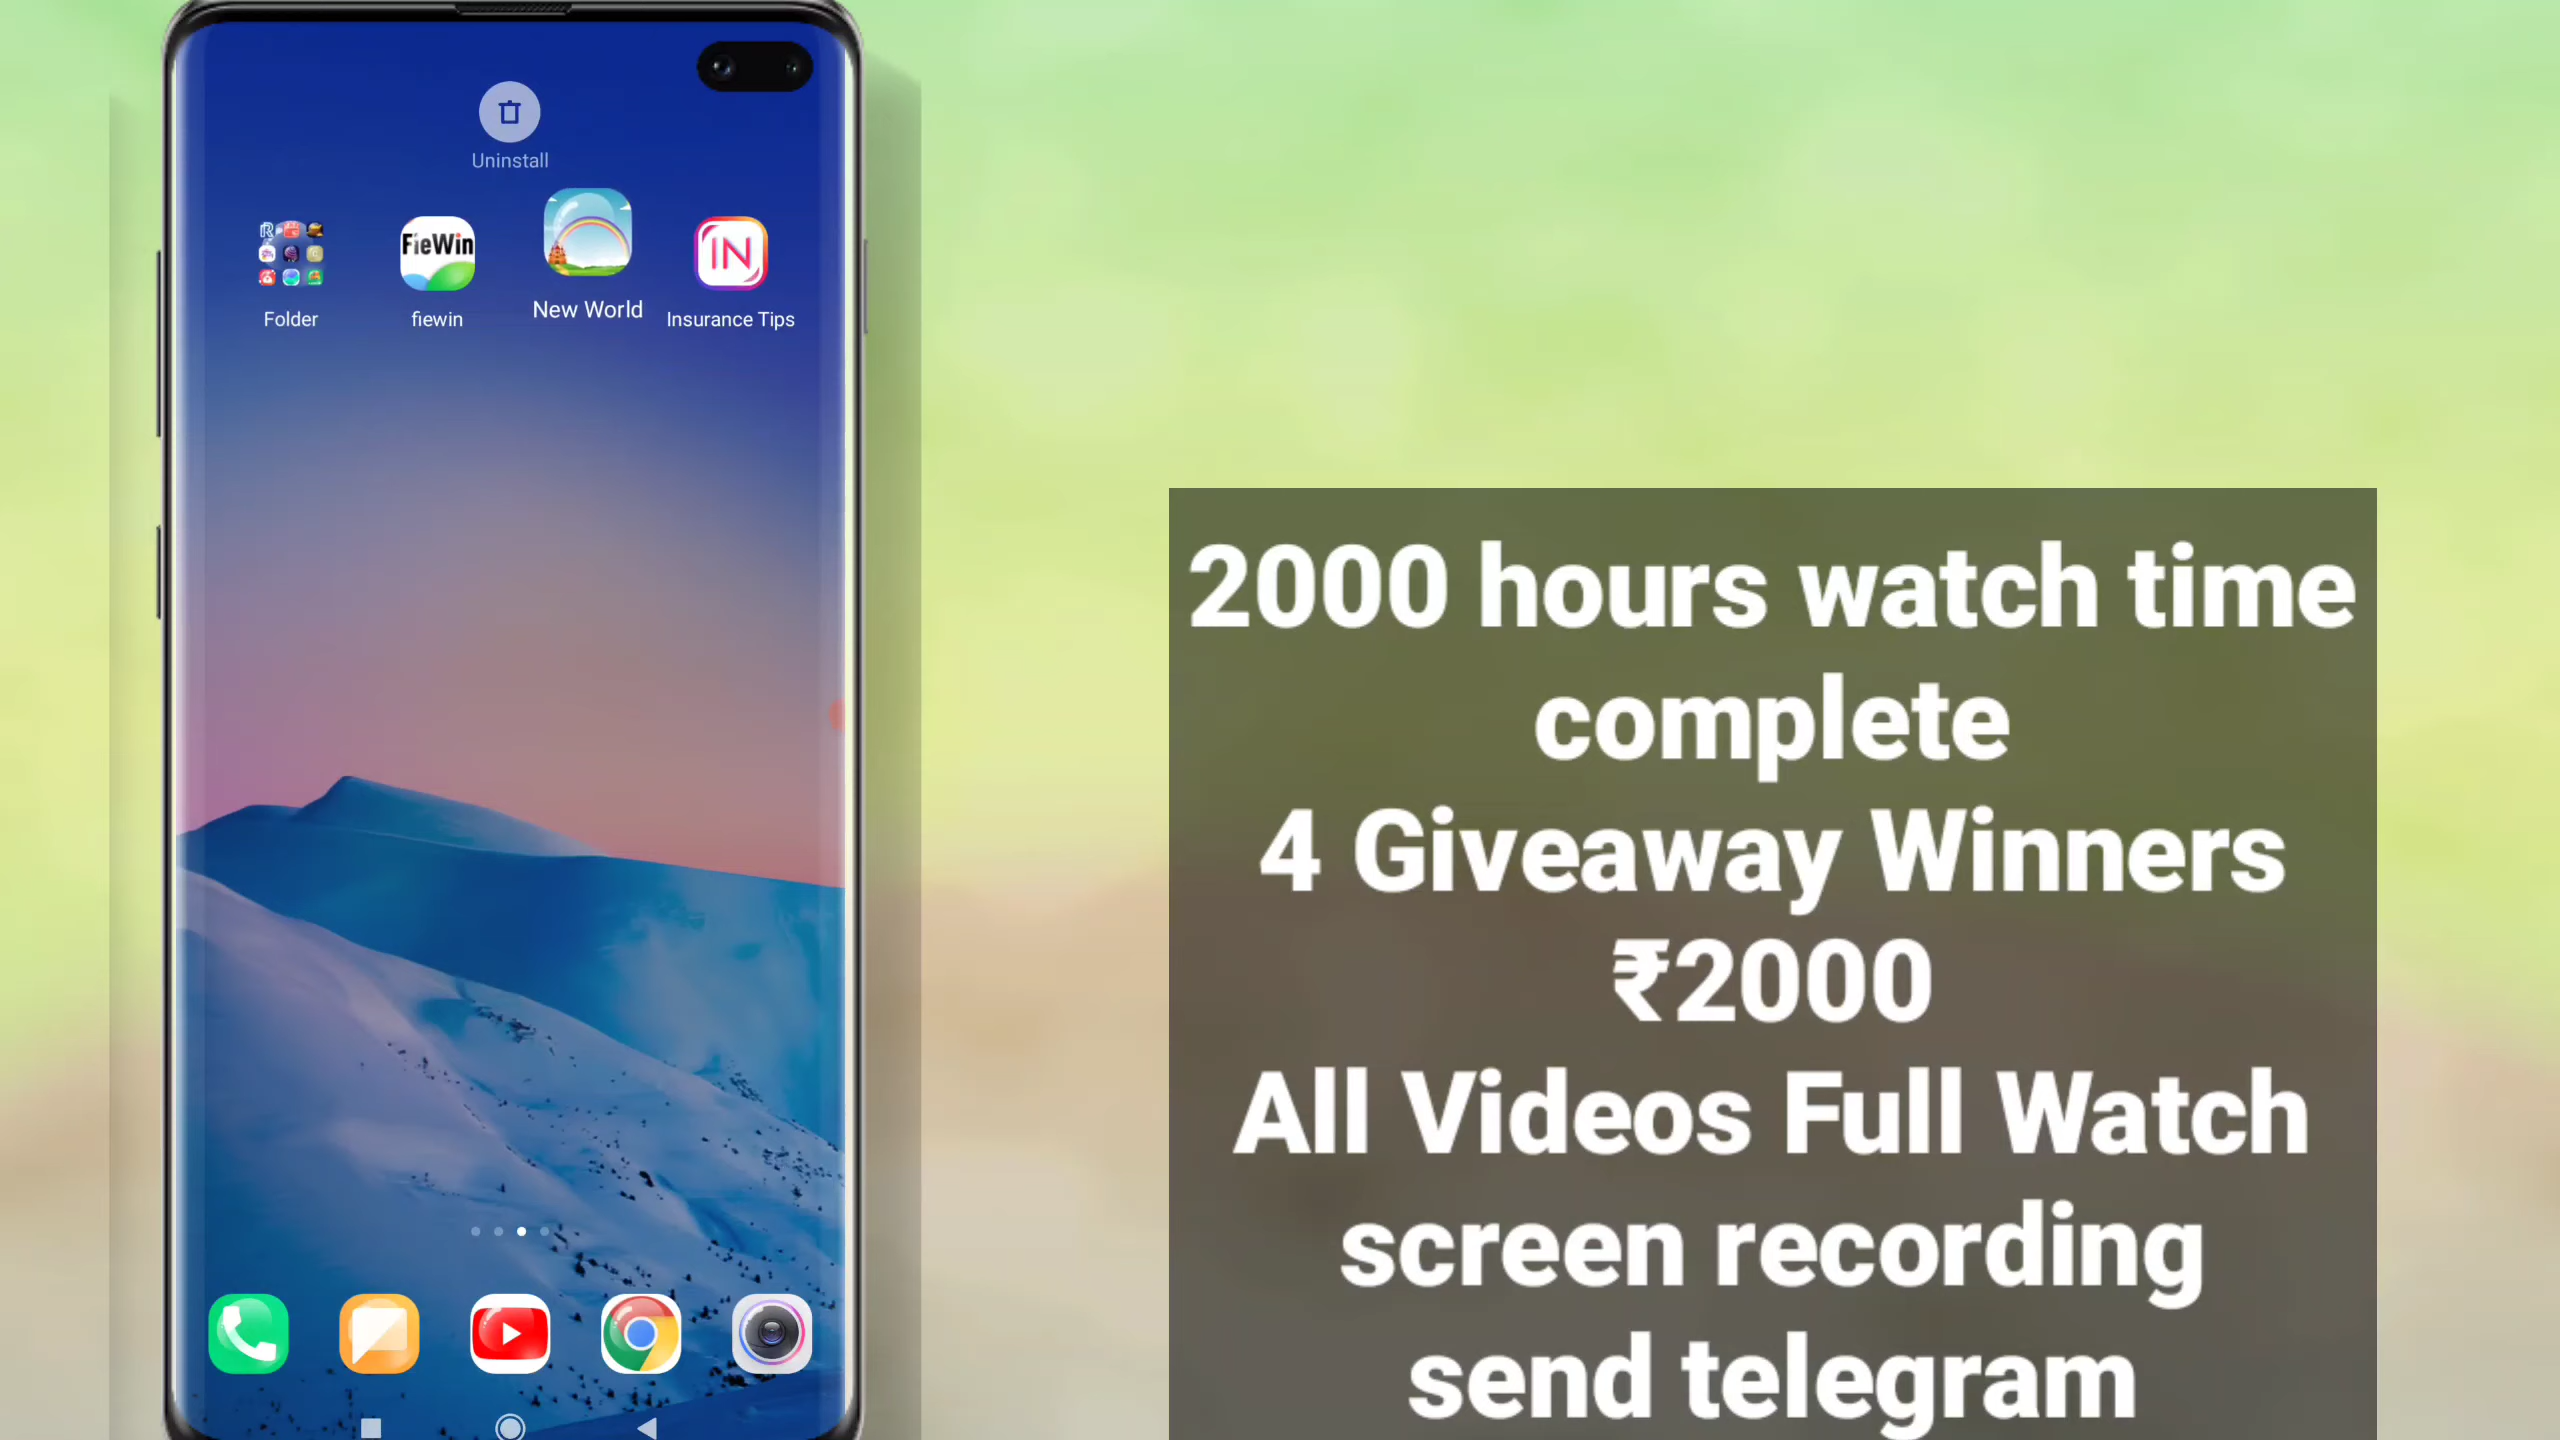 Uninstall
FieWin
IN
Folder
fiewin
New World
Insurance Tips
2000 hours watch time
complete
4 Giveaway Winners
₹2000
All Videos Full Watch
screen recording
send telegram